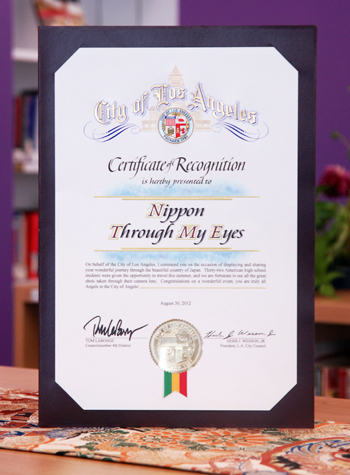 City of Los Angeles
Certificate of Recognition
is hereby presented to
Nippon
Through My Eyes
On behalf of the City of Los Angeles, I commend you on the occasion of displaying and sharing
your wonderful journey through the beautiful country of Japan. Thirty-two American high school
students were given the opportunity to travel this summer, and we are fortunate to see all the great
shots taken through their camera lens. Congratulations on a wonderful event, you are truly all
Angels in the City of Angels.
August 30, 2012
Tom LaBonge
TOM LABONGE
Councilmember 4th District
HERB J. WESSON, JR.
President, L.A. City Council